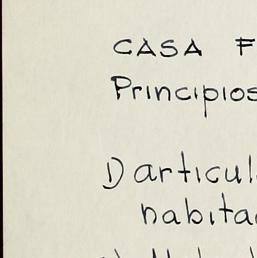 CASA F
Principios
1) articul
habita